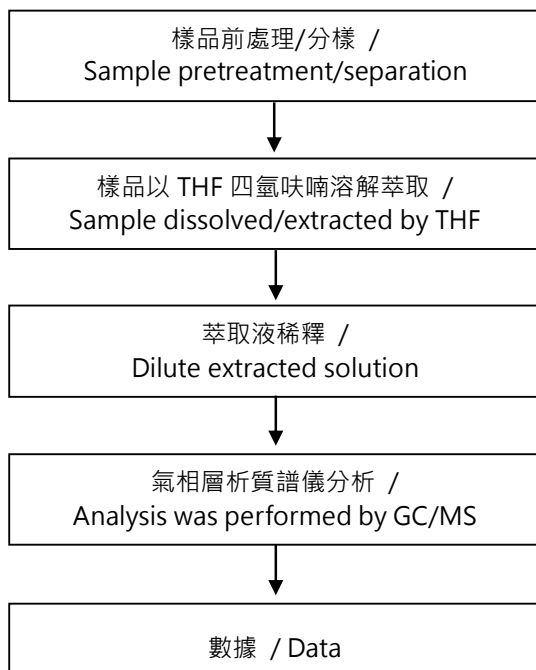 樣品前處理/分樣 /
Sample pretreatment/separation
樣品以 THF 四氫呋喃溶解萃取 /
Sample dissolved/extracted by THF
萃取液稀釋 /
Dilute extracted solution
氣相層析質譜儀分析 /
Analysis was performed by GC/MS
數據 / Data